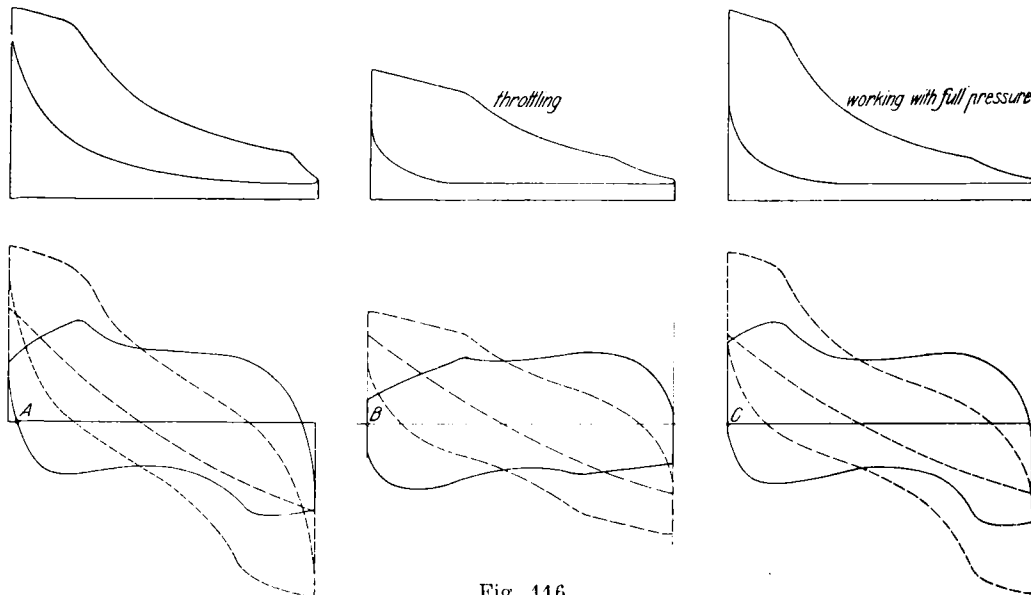 throttling
working with full pressure
A
B
C
Fig. 116